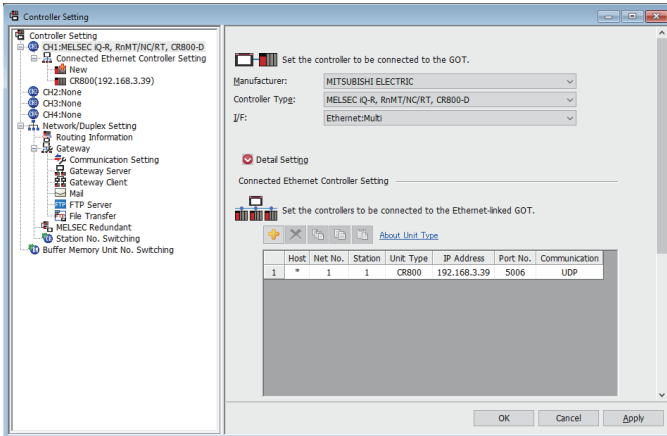 Controller Setting
Controller Setting
CH1:MELSEC iQ-R, RnMT/NC/RT, CR800-D
Connected Ethernet Controller Setting
New
CR800(192.168.3.39)
CH2:None
CH3:None
CH4:None
Network/Duplex Setting
Routing Information
Gateway
Communication Setting
Gateway Server
Gateway Client
Mail
FTP Server
File Transfer
MELSEC Redundant
Station No. Switching
Buffer Memory Unit No. Switching
Set the controller to be connected to the GOT.
Manufacturer: MITSUBISHI ELECTRIC
Controller Type: MELSEC iQ-R, RnMT/NC/RT, CR800-D
I/F: Ethernet:Multi
Detail Setting
Connected Ethernet Controller Setting
Set the controllers to be connected to the Ethernet-linked GOT.
About Unit Type
Host Net No. Station Unit Type IP Address Port No. Communication
1 * 1 1 CR800 192.168.3.39 5006 UDP
OK Cancel Apply